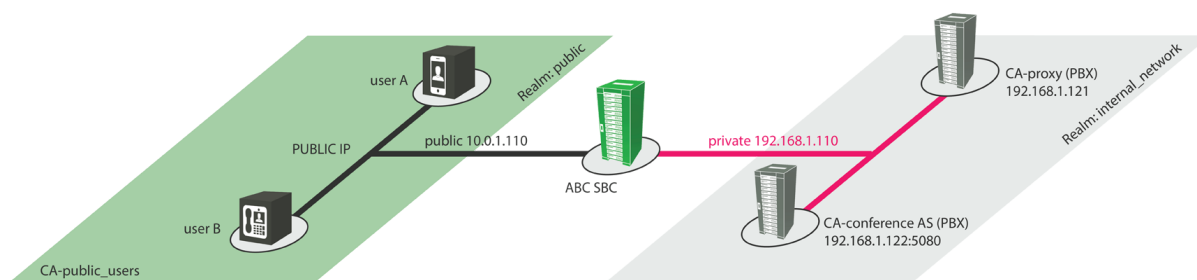 user A
Realm: public
PUBLIC IP
public 10.0.1.110
user B
CA-public_users
ABC SBC
private 192.168.1.110
CA-proxy (PBX)
192.168.1.121
Realm: internal_network
CA-conference AS (PBX)
192.168.1.122:5080